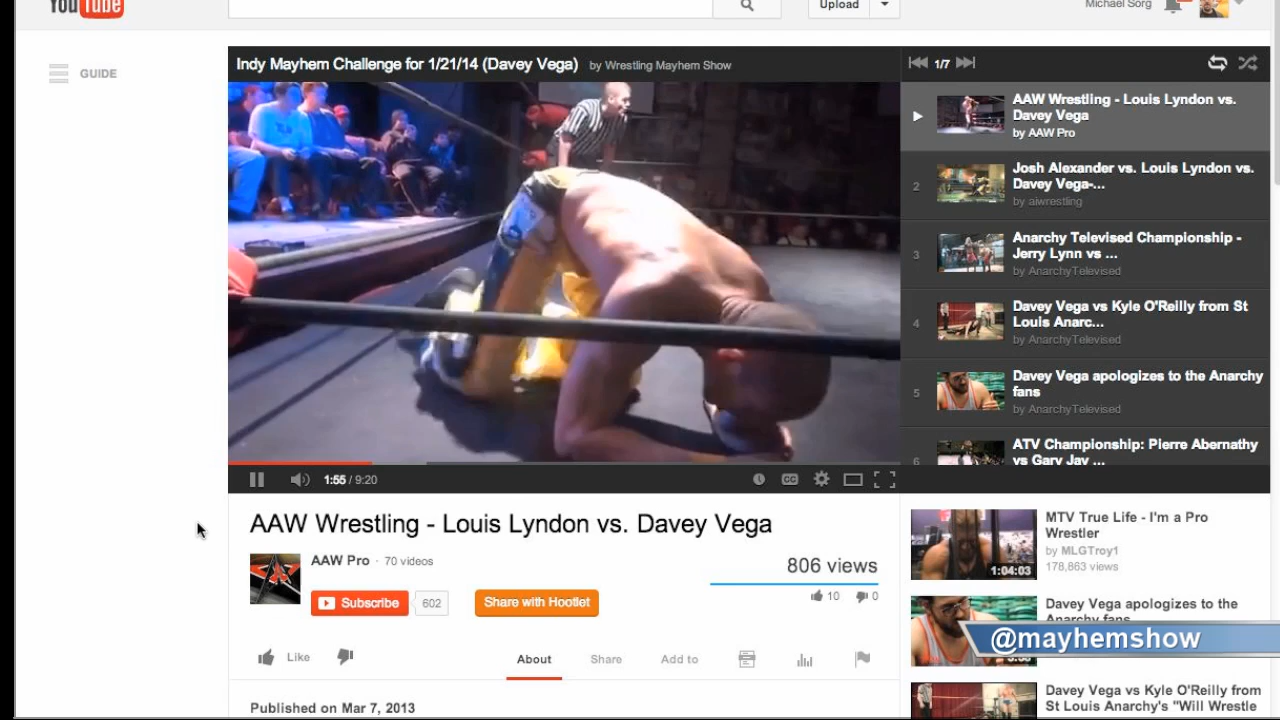 YouTube
Upload
Michael Sorg
GUIDE
Indy Mayhem Challenge for 1/21/14 (Davey Vega) by Wrestling Mayhem Show
1/7
AAW Wrestling - Louis Lyndon vs.
Davey Vega
by AAW Pro
2
Josh Alexander vs. Louis Lyndon vs.
Davey Vega-...
by aiwrestling
3
Anarchy Televised Championship -
Jerry Lynn vs ...
by AnarchyTelevised
4
Davey Vega vs Kyle O'Reilly from St
Louis Anarc...
by AnarchyTelevised
5
Davey Vega apologizes to the Anarchy
fans
by AnarchyTelevised
6
ATV Championship: Pierre Abernathy
vs Gary Jay ...
1:55 / 9:20
CC
AAW Wrestling - Louis Lyndon vs. Davey Vega
AAW Pro · 70 videos
Subscribe 602
Share with Hootlet
806 views
10 0
Like
About
Share
Add to
Published on Mar 7, 2013
MTV True Life - I'm a Pro
Wrestler
by MLGTroy1
178,863 views
1:04:03
Davey Vega apologizes to the
Anarchy fans
@mayhemshow
Davey Vega vs Kyle O'Reilly from
St Louis Anarchy's "Will Wrestle